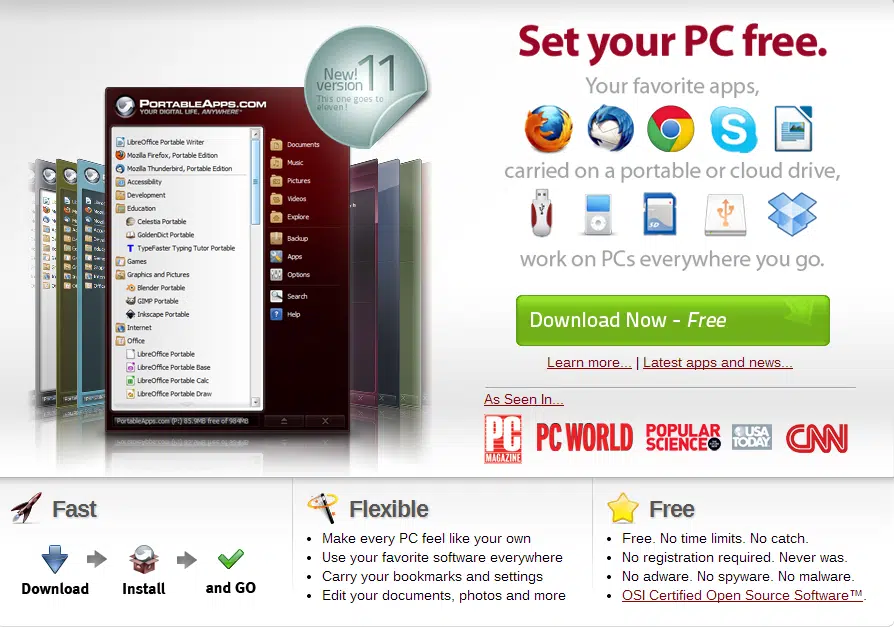 Set your PC free.
Your favorite apps,
carried on a portable or cloud drive,
SD
work on PCs everywhere you go.
Download Now - Free
Learn more... | Latest apps and news...
As Seen In...
PC MAGAZINE
PC WORLD
POPULAR SCIENCE
USA TODAY
CNN
New! version 11
This one goes to eleven!
PORTABLEAPPS.COM
YOUR DIGITAL LIFE, ANYWHERE™
LibreOffice Portable Writer
Mozilla Firefox, Portable Edition
Mozilla Thunderbird, Portable Edition
Accessibility
Development
Education
Celestia Portable
GoldenDict Portable
TypeFaster Typing Tutor Portable
Games
Graphics and Pictures
Blender Portable
GIMP Portable
Inkscape Portable
Internet
Office
LibreOffice Portable
LibreOffice Portable Base
LibreOffice Portable Calc
LibreOffice Portable Draw
Documents
Music
Pictures
Videos
Explore
Backup
Apps
Options
Search
Help
PortableApps.com (P:) 85.9MB free of 984MB
Fast
Download
Install
and GO
Flexible
Make every PC feel like your own
Use your favorite software everywhere
Carry your bookmarks and settings
Edit your documents, photos and more
Free
Free. No time limits. No catch.
No registration required. Never was.
No adware. No spyware. No malware.
OSI Certified Open Source Software™.